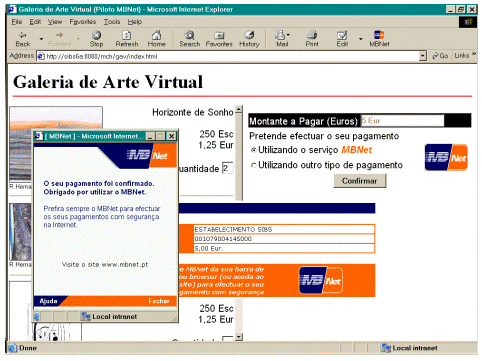 Galeria de Arte Virtual (Piloto MBNet) - Microsoft Internet Explorer
File Edit View Favorites Tools Help
Back Forward Stop Refresh Home Search Favorites History Mail Print Edit MBNet
Address http://sibs6a:8080/mch/gav/index.html Go Links »
Galeria de Arte Virtual
Horizonte de Sonho
250 Esc
1,25 Eur
uantidade 2
R.Herna
Montante a Pagar (Euros) 5 Eur
Pretende efectuar o seu pagamento
Utilizando o serviço MBNet
Utilizando outro tipo de pagamento
MB Net
Confirmar
[ MBNet ] - Microsoft Internet...
MB Net
O seu pagamento foi confirmado.
Obrigado por utilizar o MBNet.
Prefira sempre o MBNet para efectuar
os seus pagamentos com segurança
na Internet
Visite o site www.mbnet.pt
Ajuda Fechar
Local intranet
ESTABELECIMENTO SIBS
001079004145000
5,00 Eur.
R.Herna
e MBNet da sua barra de
ou browser (ou aceda ao
site) para efectuar o seu
pagamento com segurança
MB Net
250 Esc
1,25 Eur
Done Local intranet